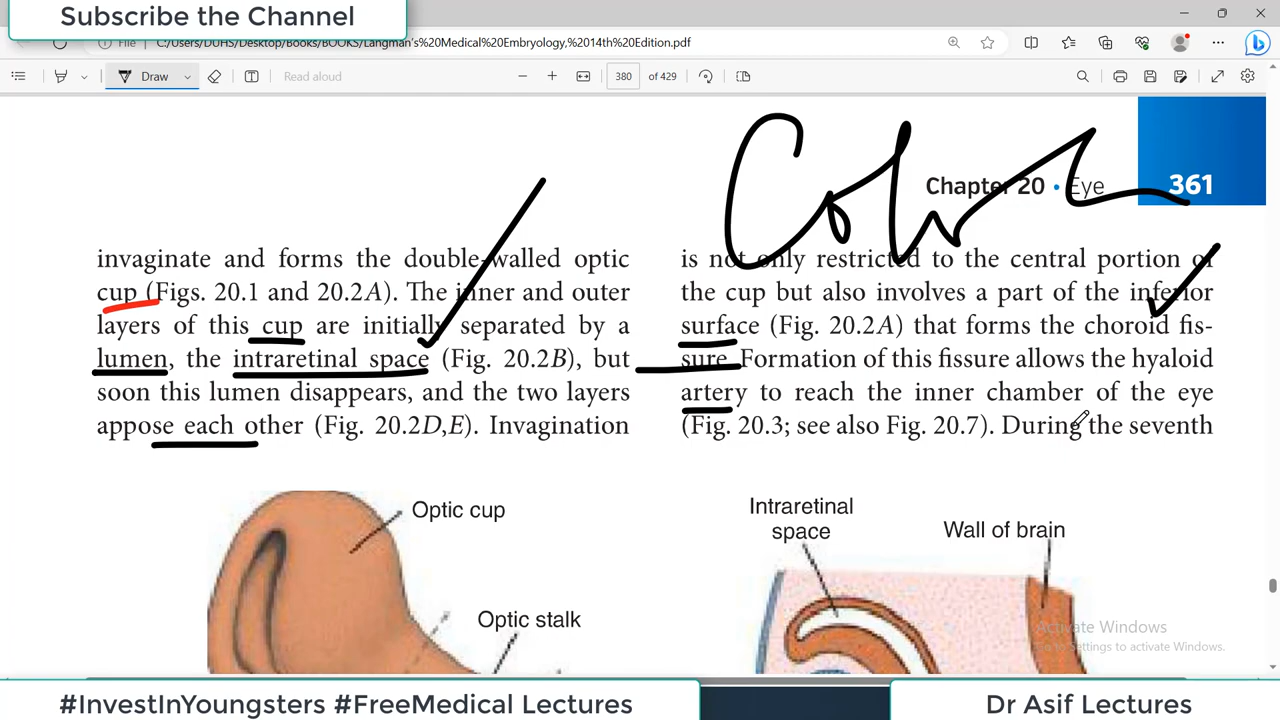 Subscribe the Channel
File
C:/Users/DUHS/Desktop/Books/BOOKS/Langman's%20Medical%20Embryology,%2014th%20Edition.pdf
Draw
Read aloud
380 of 429
Chapter 20 • Eye 361
invaginate and forms the double-walled optic
cup (Figs. 20.1 and 20.2A). The inner and outer
layers of this cup are initially separated by a
lumen, the intraretinal space (Fig. 20.2B), but
soon this lumen disappears, and the two layers
appose each other (Fig. 20.2D,E). Invagination
is not only restricted to the central portion of
the cup but also involves a part of the inferior
surface (Fig. 20.2A) that forms the choroid fis-
sure. Formation of this fissure allows the hyaloid
artery to reach the inner chamber of the eye
(Fig. 20.3; see also Fig. 20.7). During the seventh
Optic cup
Optic stalk
Intraretinal
space
Wall of brain
Activate Windows
Go to Settings to activate Windows.
#InvestInYoungsters #FreeMedical Lectures
Dr Asif Lectures